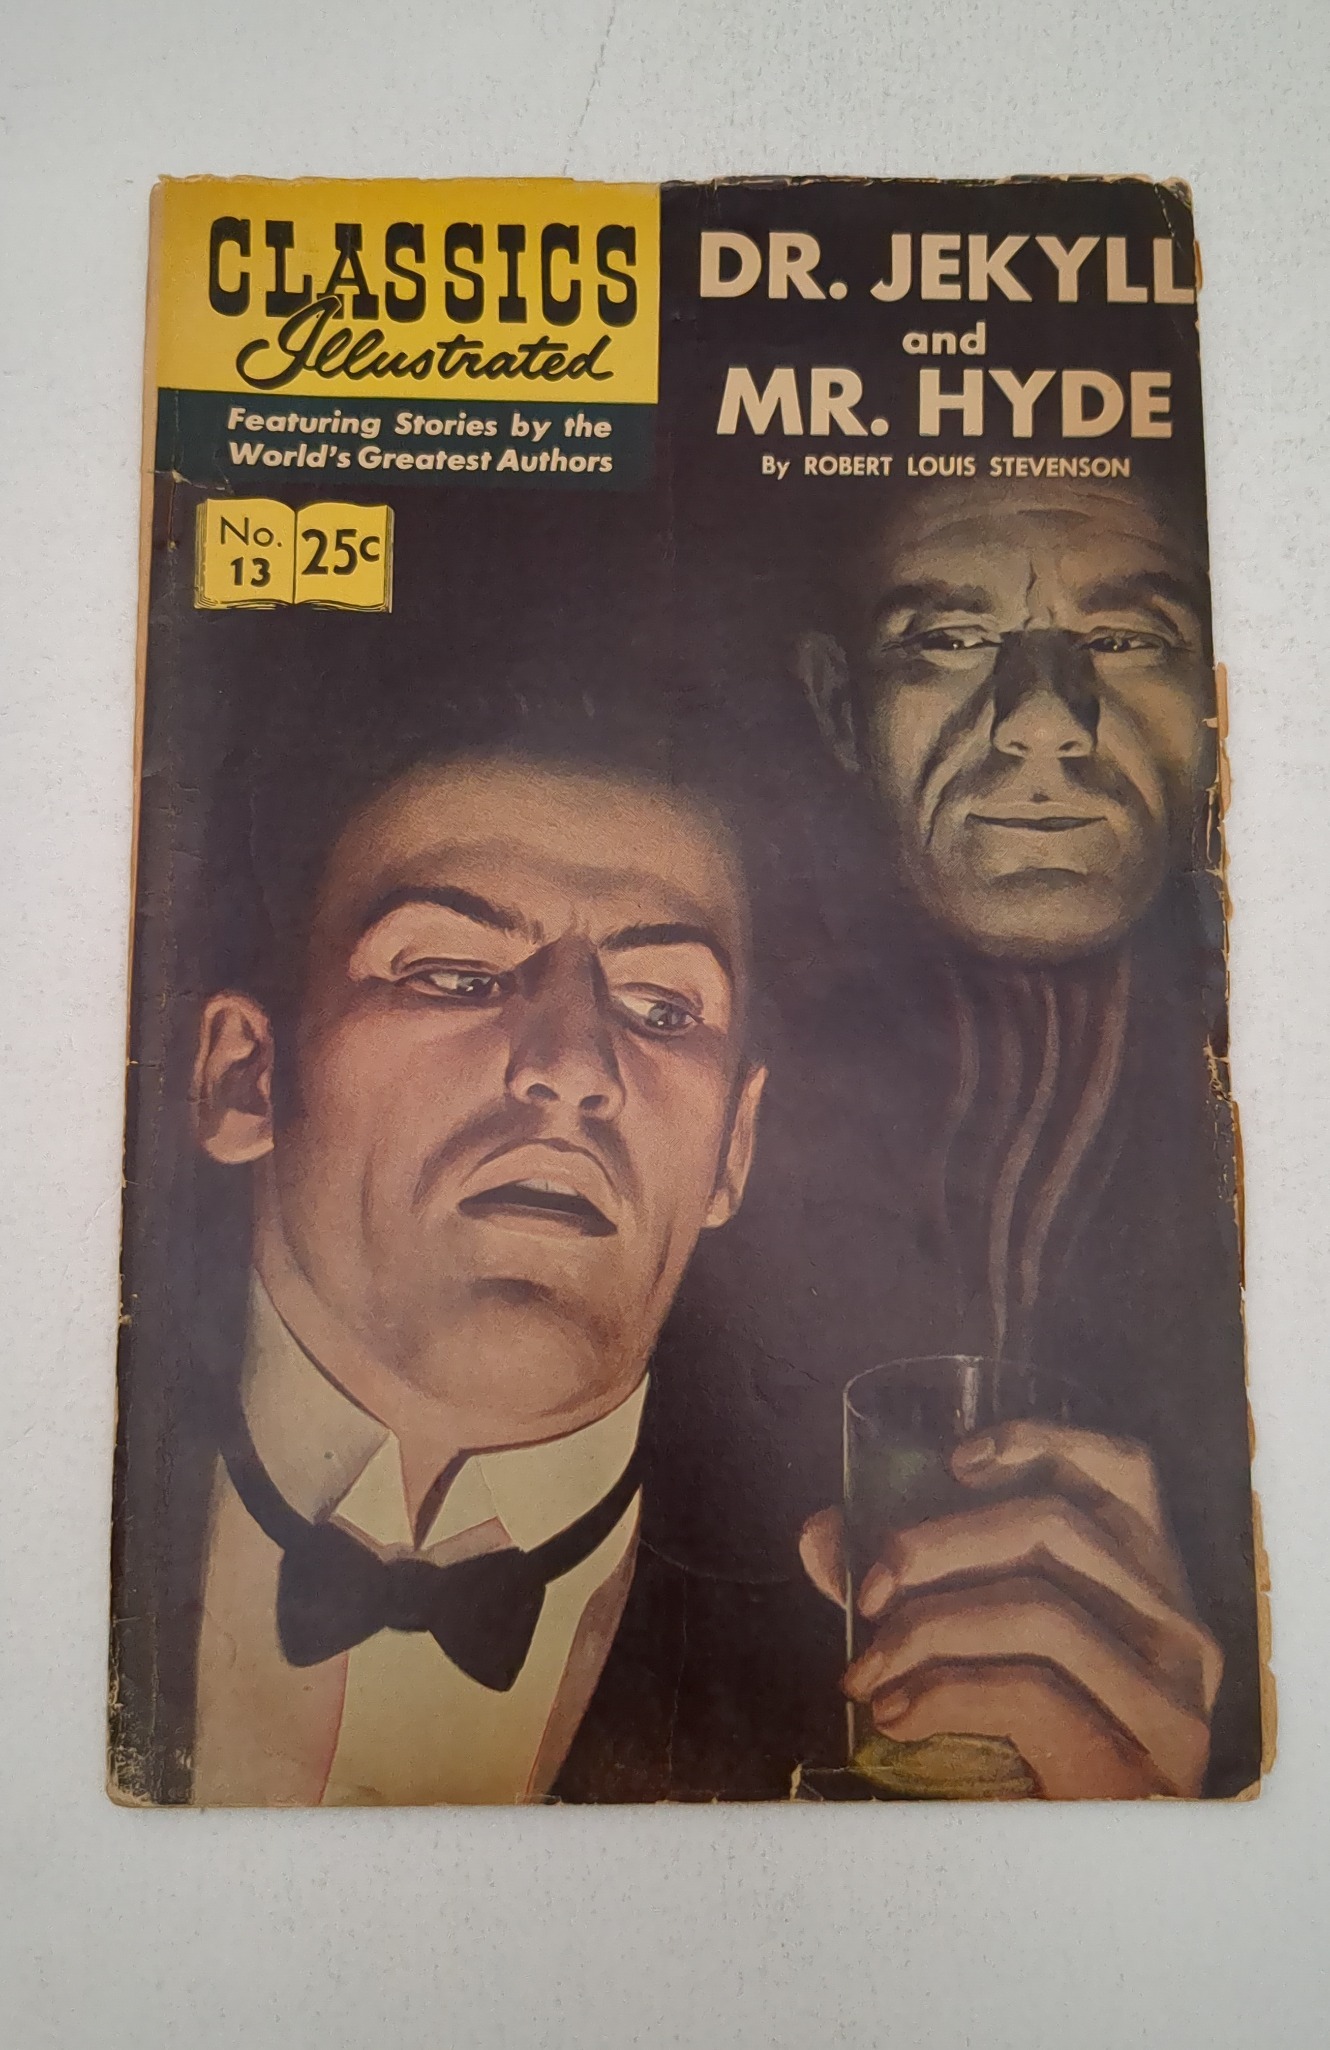 CLASSICS
Illustrated
Featuring Stories by the
World's Greatest Authors
No.
13
25c
DR. JEKYLL
and
MR. HYDE
By ROBERT LOUIS STEVENSON